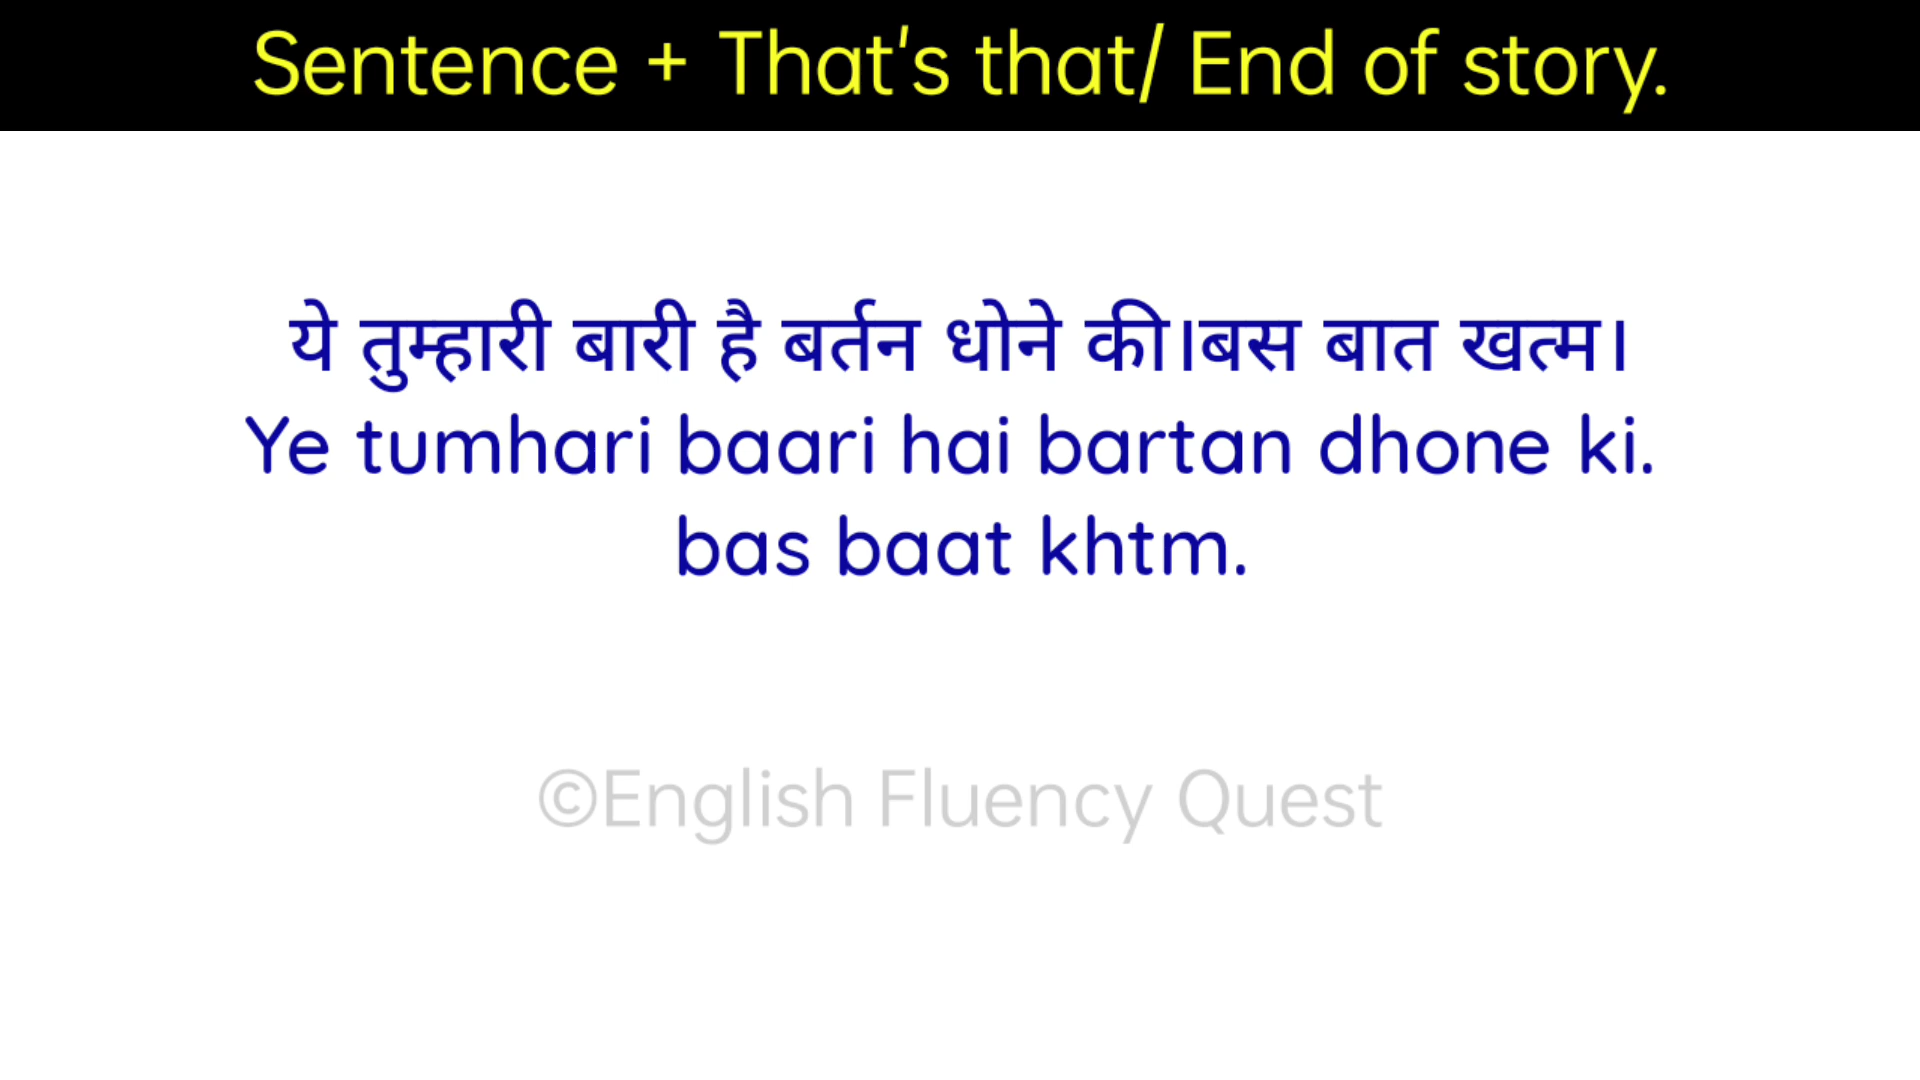 Sentence + That's that/ End of story.
ये तुम्हारी बारी है बर्तन धोने की।बस बात खत्म।
Ye tumhari baari hai bartan dhone ki.
bas baat khtm.
©English Fluency Quest